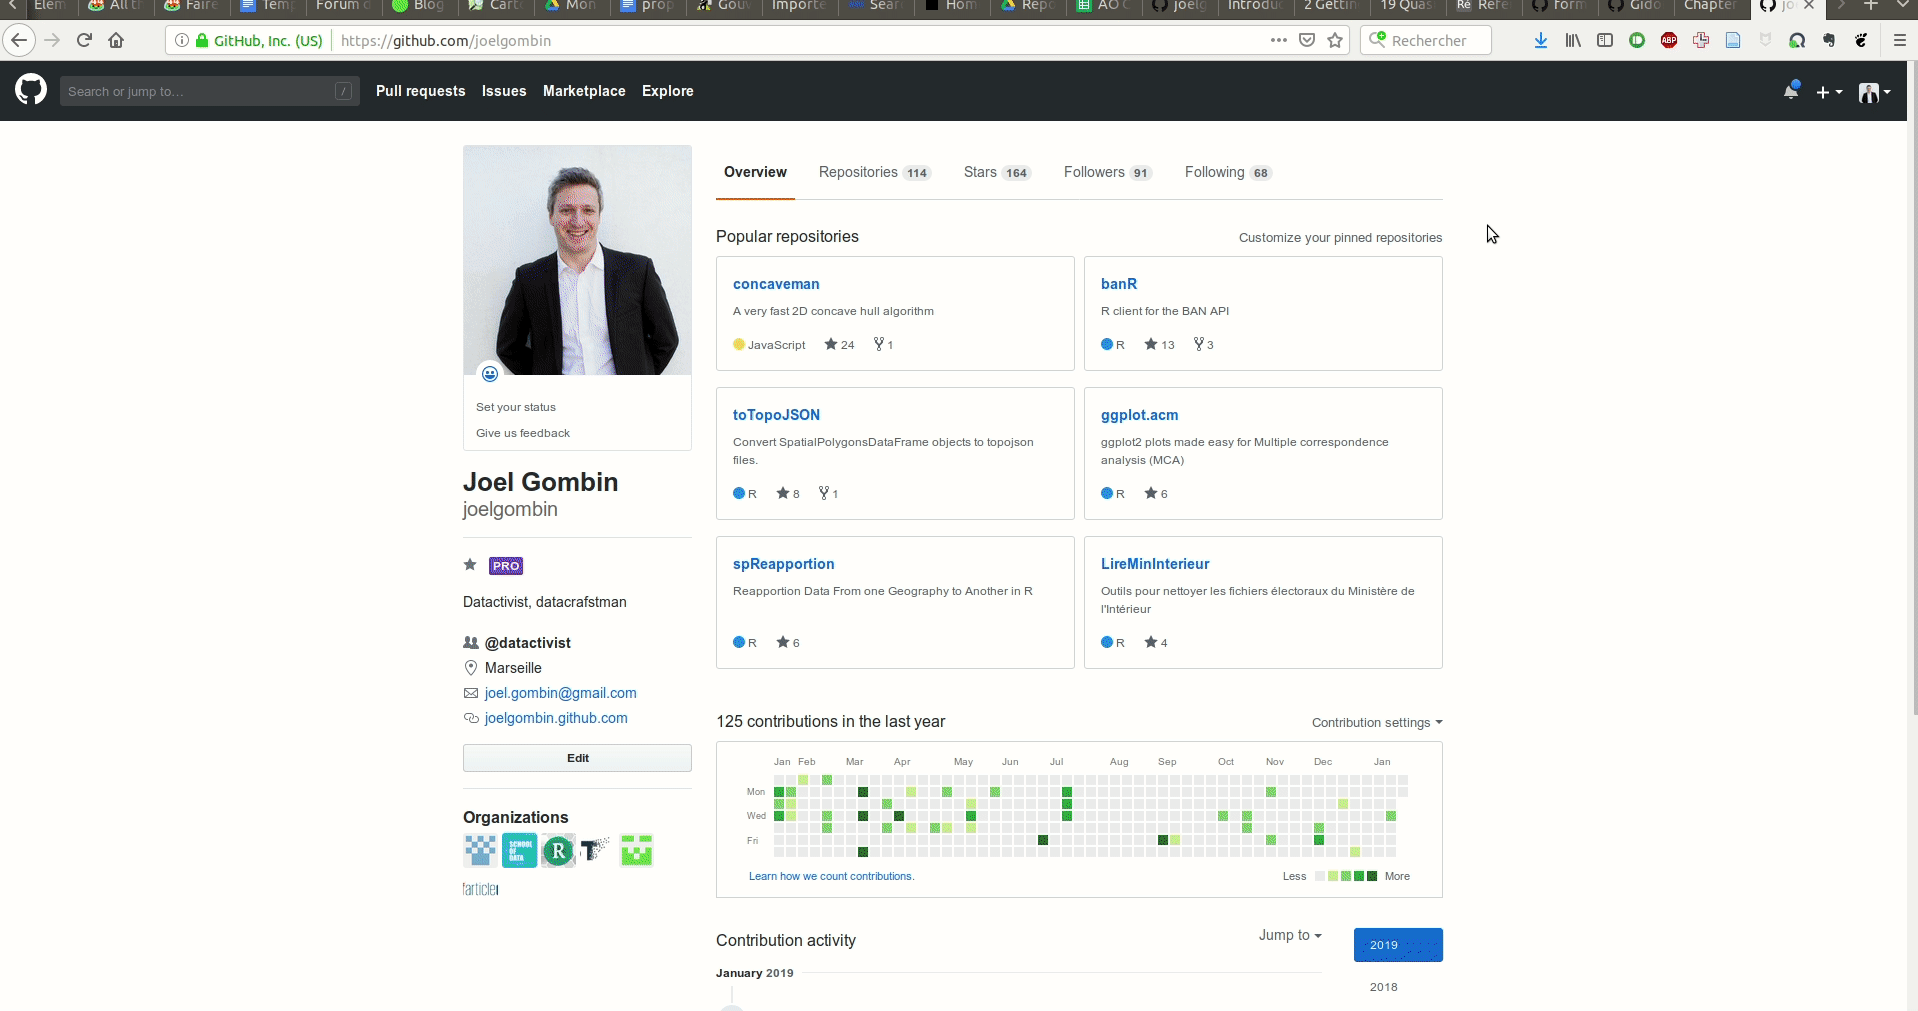 Elem
All th
Faire
Temp
Forum d
Blog
Carto
Mon
prop
Gouv
Importe
Sear
Hom
Repo
AO C
joelg
Introdu
2 Gettin
19 Quas
Ré Réfé
form
Gido
Chapter
jo
GitHub, Inc. (US) https://github.com/joelgombin
Rechercher
ABP
Search or jump to... /
Pull requests Issues Marketplace Explore
Overview Repositories 114 Stars 164 Followers 91 Following 68
Popular repositories
Customize your pinned repositories
concaveman
A very fast 2D concave hull algorithm
JavaScript 24 1
banR
R client for the BAN API
R 13 3
toTopoJSON
Convert SpatialPolygonsDataFrame objects to topojson
files.
R 8 1
ggplot.acm
ggplot2 plots made easy for Multiple correspondence
analysis (MCA)
R 6
spReapportion
Reapportion Data From one Geography to Another in R
R 6
LireMinInterieur
Outils pour nettoyer les fichiers électoraux du Ministère de
l'Intérieur
R 4
Set your status
Give us feedback
Joel Gombin
joelgombin
PRO
Datactivist, datacrafstman
@datactivist
Marseille
joel.gombin@gmail.com
joelgombin.github.com
Edit
Organizations
SCHOOL
OF
DATA
R
T
l'article
125 contributions in the last year
Contribution settings
Jan Feb Mar Apr May Jun Jul Aug Sep Oct Nov Dec Jan
Mon
Wed
Fri
Learn how we count contributions.
Less More
Contribution activity
Jump to
2019
January 2019
2018